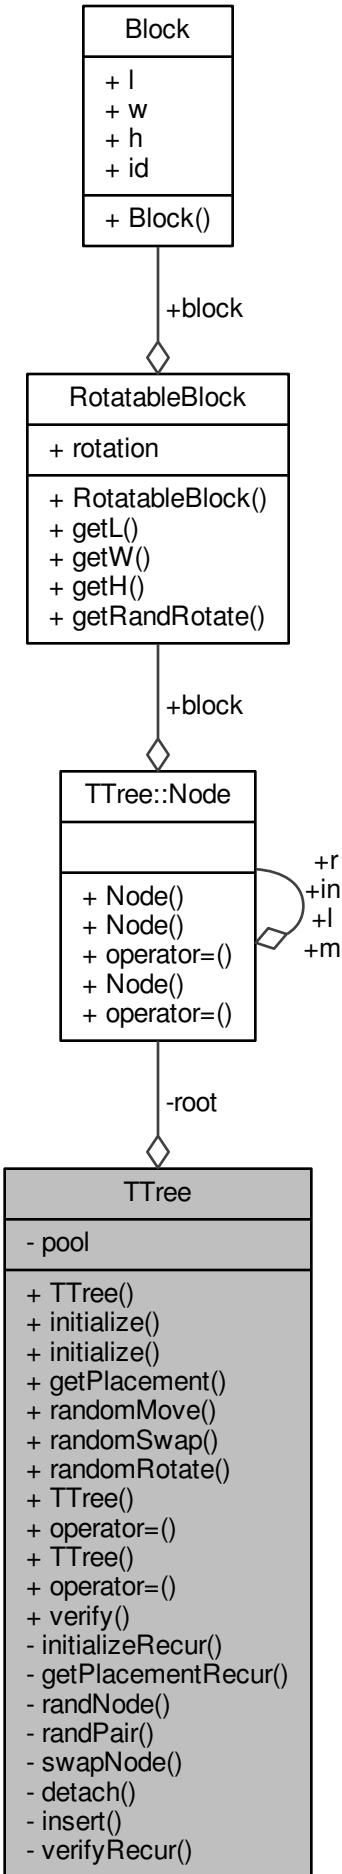 Block
+ l
+ w
+ h
+ id
+ Block()
+block
RotatableBlock
+ rotation
+ RotatableBlock()
+ getL()
+ getW()
+ getH()
+ getRandRotate()
+block
TTree::Node
+ Node()
+ Node()
+ operator=()
+ Node()
+ operator=()
+r
+in
+l
+m
-root
TTree
- pool
+ TTree()
+ initialize()
+ initialize()
+ getPlacement()
+ randomMove()
+ randomSwap()
+ randomRotate()
+ TTree()
+ operator=()
+ TTree()
+ operator=()
+ verify()
- initializeRecur()
- getPlacementRecur()
- randNode()
- randPair()
- swapNode()
- detach()
- insert()
- verifyRecur()